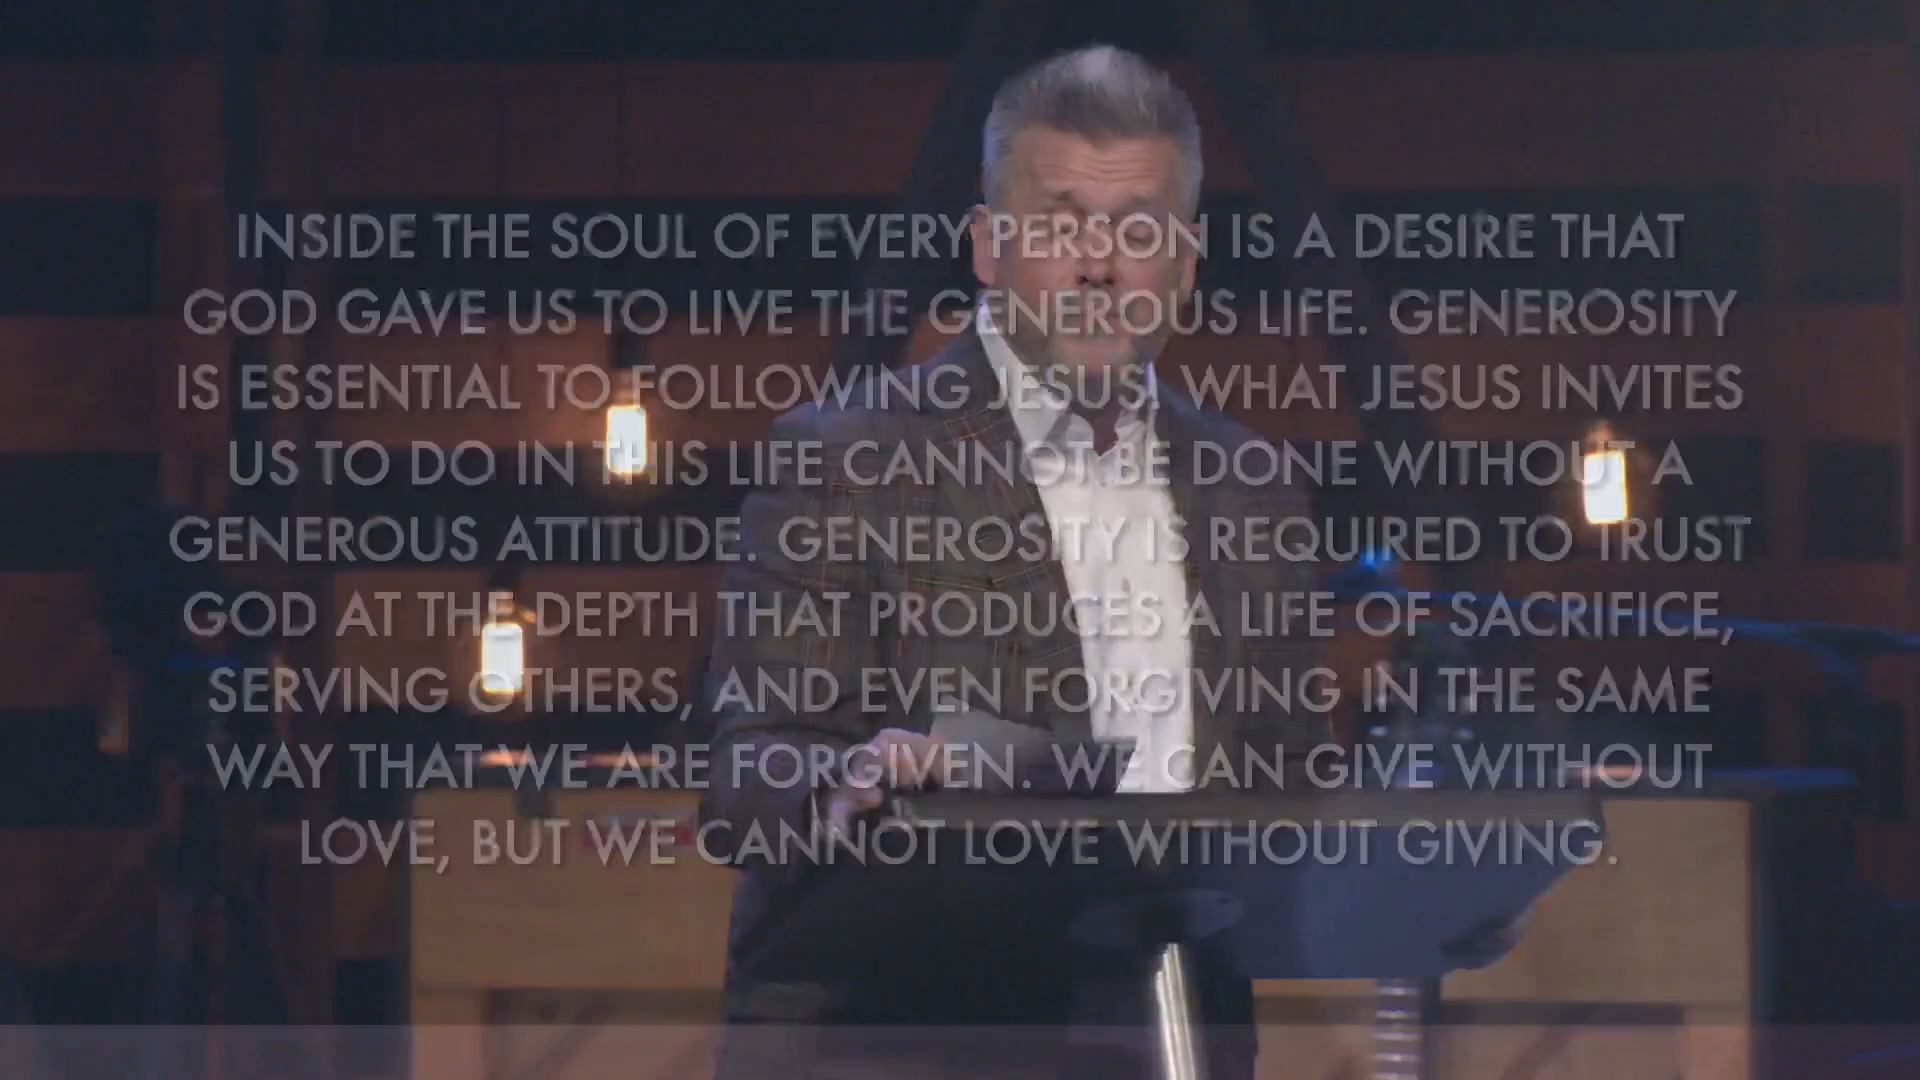 INSIDE THE SOUL OF EVERY PERSON IS A DESIRE THAT
GOD GAVE US TO LIVE THE GENEROUS LIFE. GENEROSITY
IS ESSENTIAL TO FOLLOWING JESUS. WHAT JESUS INVITES
US TO DO IN THIS LIFE CANNOT BE DONE WITHOUT A
GENEROUS ATTITUDE. GENEROSITY IS REQUIRED TO TRUST
GOD AT THE DEPTH THAT PRODUCES A LIFE OF SACRIFICE,
SERVING OTHERS, AND EVEN FORGIVING IN THE SAME
WAY THAT WE ARE FORGIVEN. WE CAN GIVE WITHOUT
LOVE, BUT WE CANNOT LOVE WITHOUT GIVING.